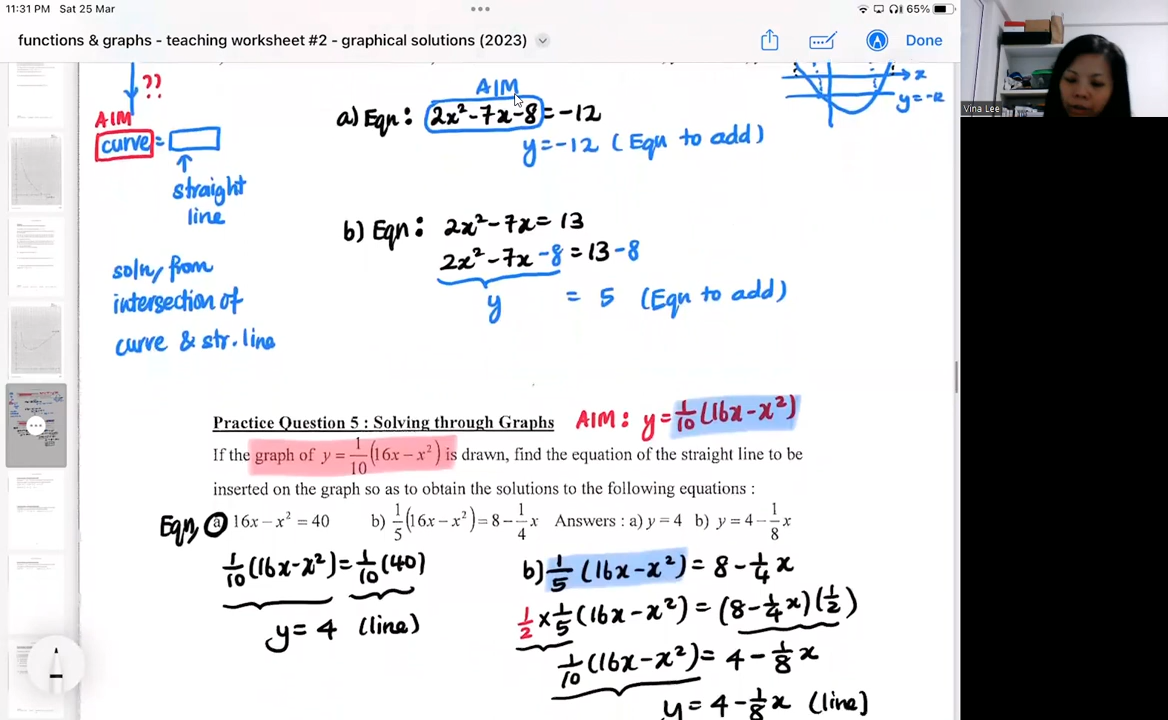 11:31 PM Sat 25 Mar
65%
functions & graphs - teaching worksheet #2 - graphical solutions (2023)
Done
Vina Lee
??
AIM
curve =
straight
line
soln, from
intersection of
curve & str. line
AIM
a) Eqn : 2x²-7x-8 = -12
y = -12 (Eqn to add)
x
y = -12
b) Eqn : 2x²-7x = 13
2x²-7x-8 = 13-8
y = 5 (Eqn to add)
Practice Question 5 : Solving through Graphs
AIM : y = 1/10 (16x-x²)
If the graph of y = 1/10 (16x – x²) is drawn, find the equation of the straight line to be
inserted on the graph so as to obtain the solutions to the following equations :
Eqn, a) 16x – x² = 40 b) 1/5 (16x – x²) = 8 – 1/4 x Answers : a) y = 4 b) y = 4 – 1/8 x
1/10 (16x-x²) = 1/10 (40)
y = 4 (line)
b) 1/5 (16x-x²) = 8 - 1/4 x
1/2 × 1/5 (16x-x²) = (8 - 1/4 x)(1/2)
1/10 (16x-x²) = 4 - 1/8 x
y = 4 - 1/8 x (line)